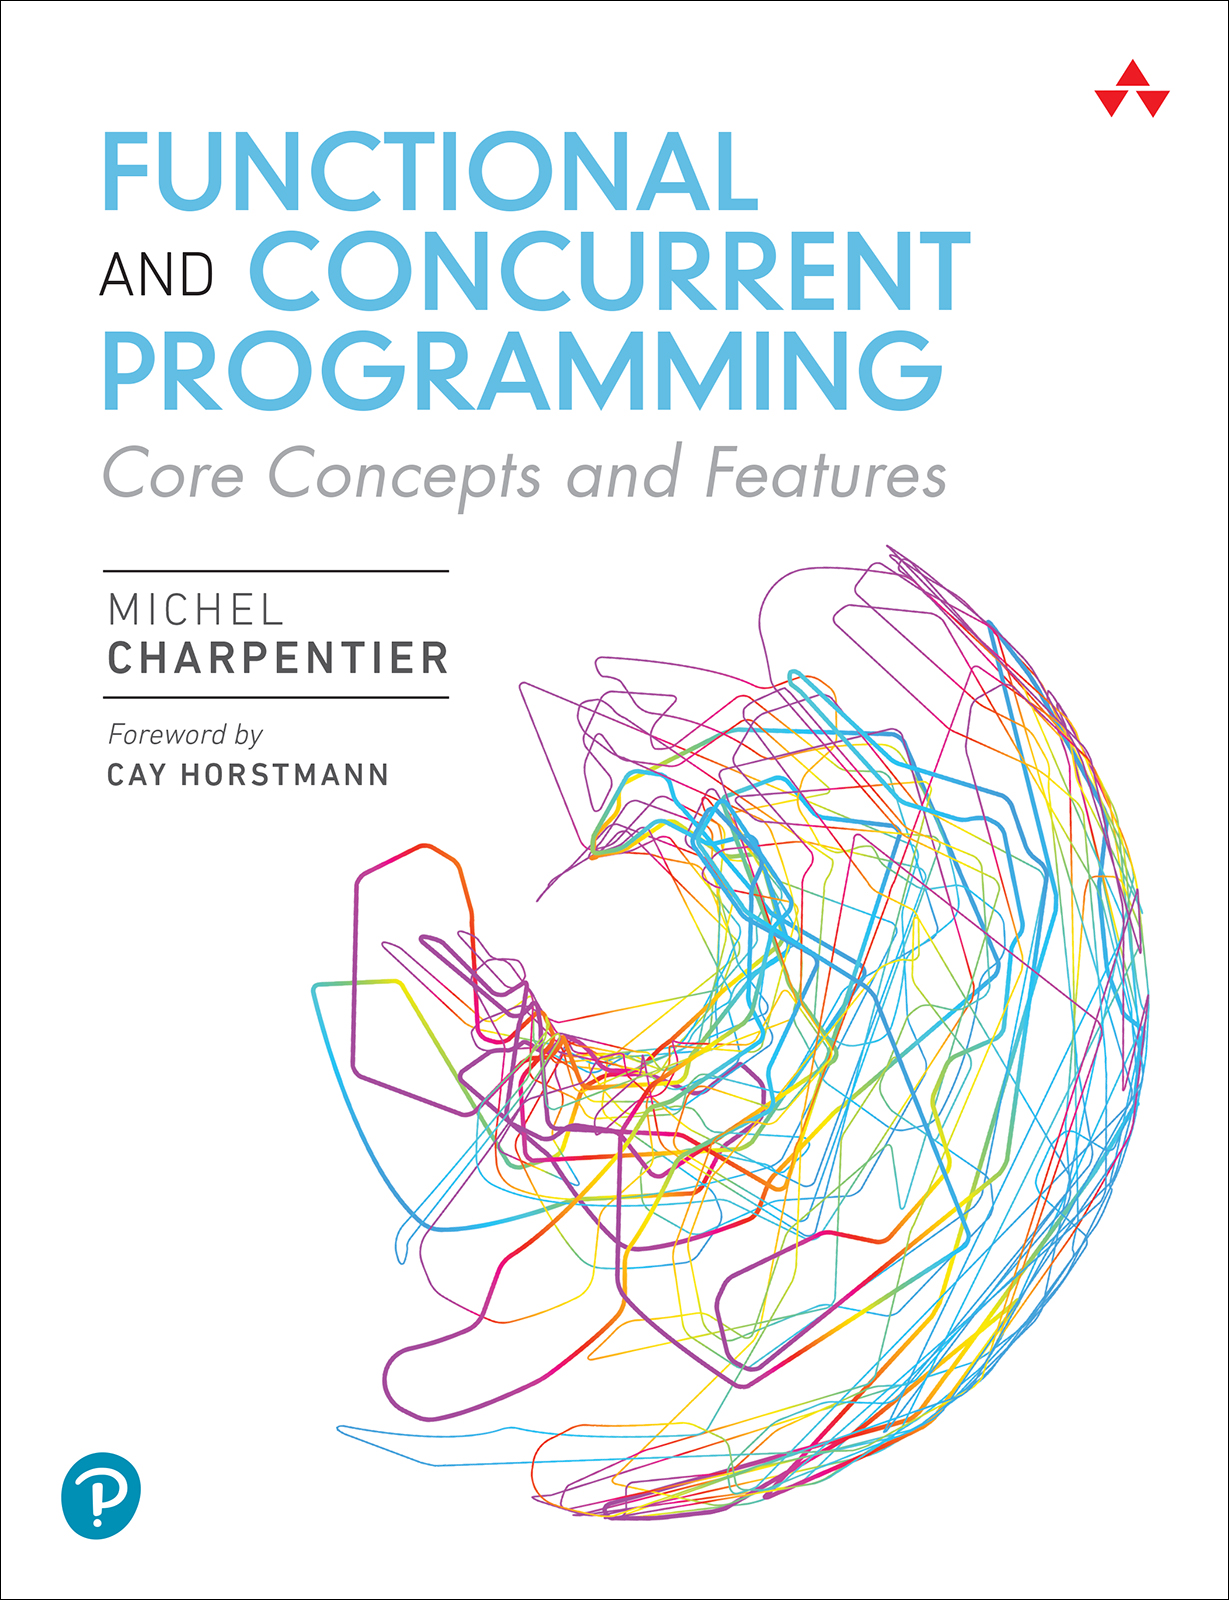 FUNCTIONAL
AND CONCURRENT
PROGRAMMING
Core Concepts and Features
MICHEL
CHARPENTIER
Foreword by
CAY HORSTMANN
P